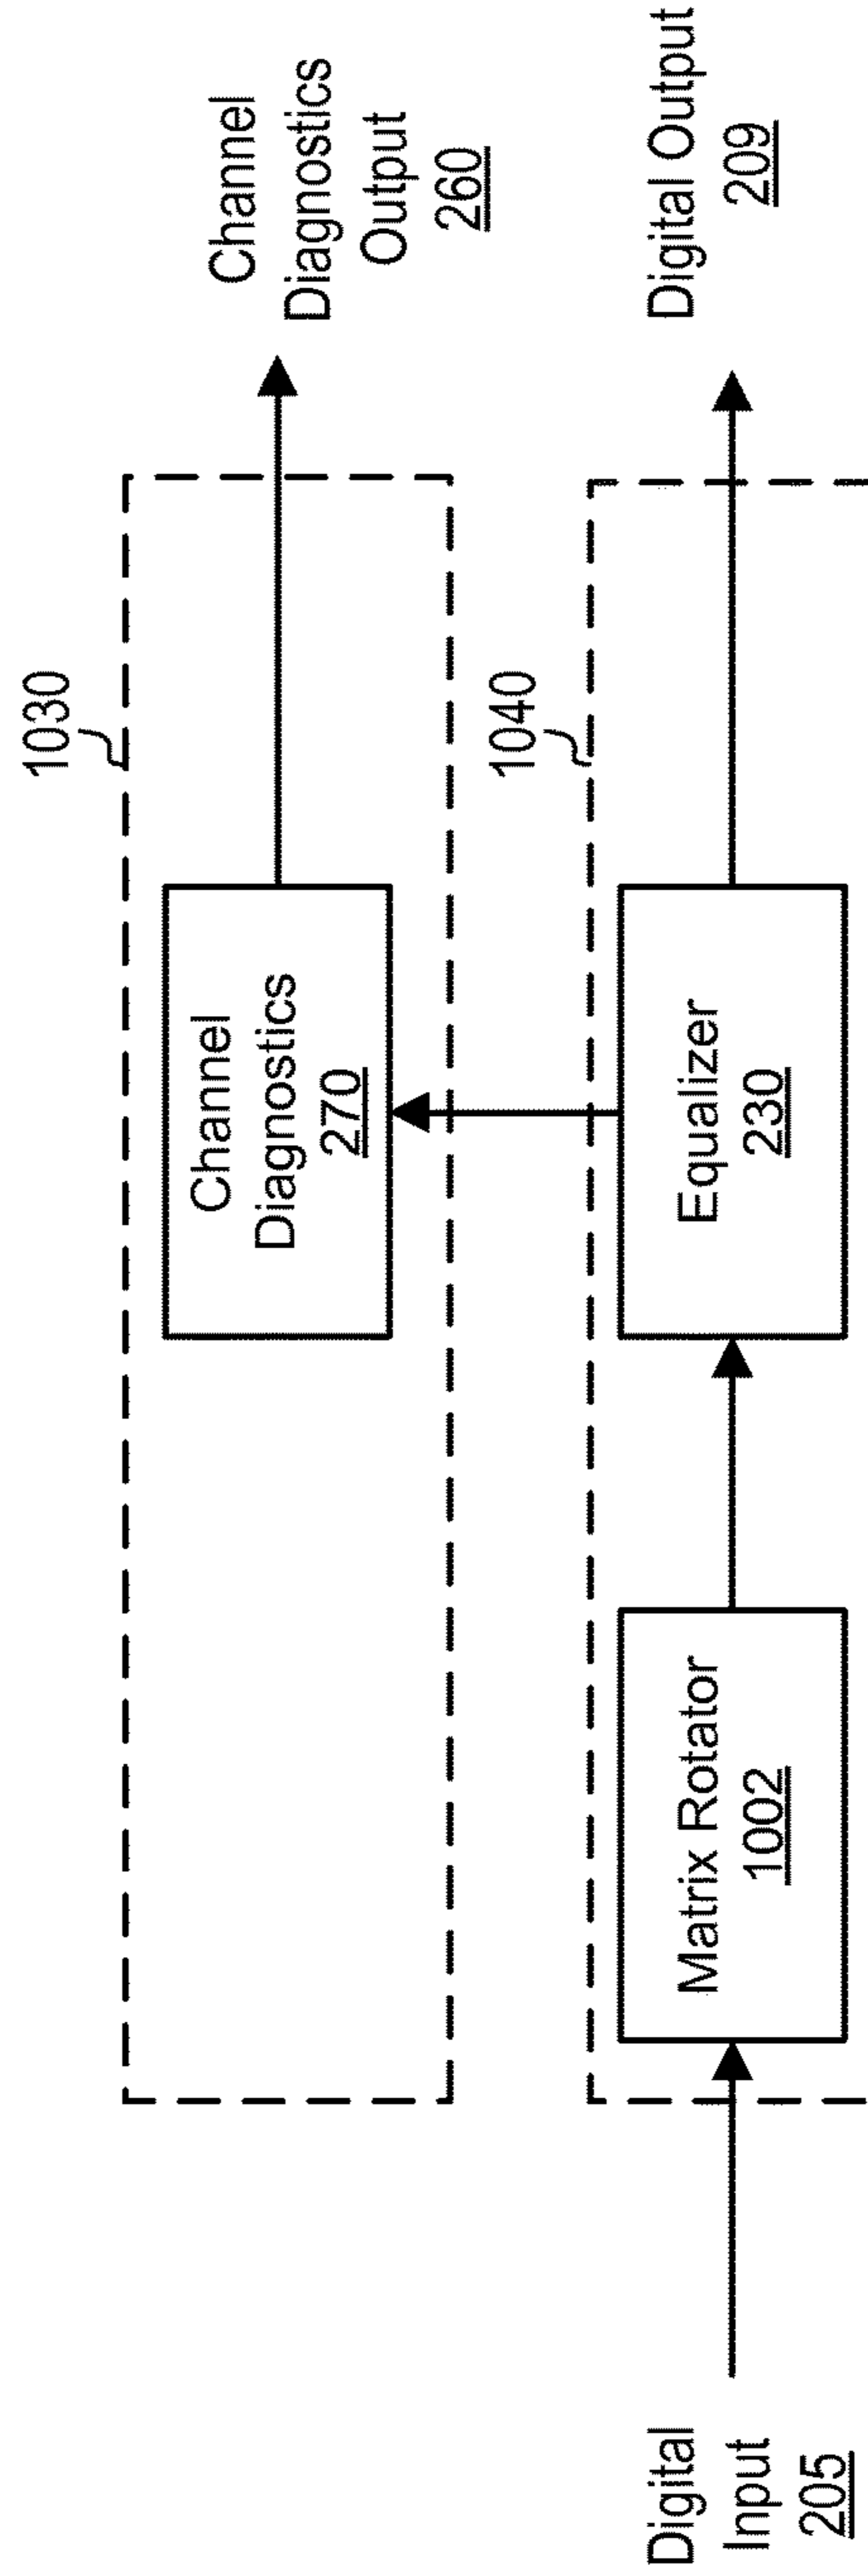 1030
Channel
Diagnostics
270
Channel
Diagnostics
Output
260
1040
Digital
Input
205
Matrix Rotator
1002
Equalizer
230
Digital Output
209